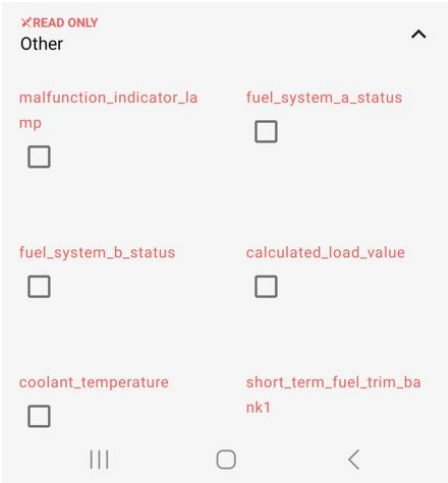 READ ONLY
Other
malfunction_indicator_la
mp
fuel_system_a_status
fuel_system_b_status
calculated_load_value
coolant_temperature
short_term_fuel_trim_ba
nk1